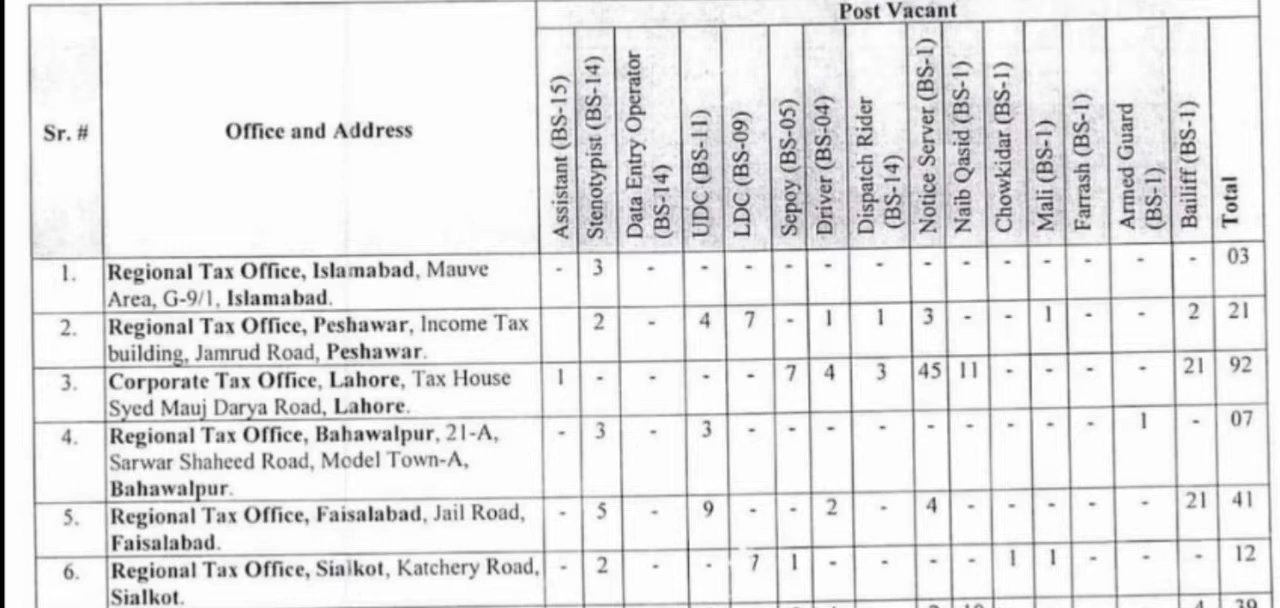 Post Vacant
Sr. # Office and Address Assistant (BS-15) Stenotypist (BS-14) Data Entry Operator (BS-14) UDC (BS-11) LDC (BS-09) Sepoy (BS-05) Driver (BS-04) Dispatch Rider (BS-14) Notice Server (BS-1) Naib Qasid (BS-1) Chowkidar (BS-1) Mali (BS-1) Farrash (BS-1) Armed Guard (BS-1) Bailiff (BS-1) Total
1. Regional Tax Office, Islamabad, Mauve - 3 - - - - - - - - - - - - - 03
Area, G-9/1, Islamabad.
2. Regional Tax Office, Peshawar, Income Tax 2 - 4 7 - 1 1 3 - - 1 - - 2 21
building, Jamrud Road, Peshawar.
3. Corporate Tax Office, Lahore, Tax House 1 - - - - 7 4 3 45 11 - - - - 21 92
Syed Mauj Darya Road, Lahore.
4. Regional Tax Office, Bahawalpur, 21-A, - 3 - 3 - - - - - - - - - 1 - 07
Sarwar Shaheed Road, Model Town-A,
Bahawalpur.
5. Regional Tax Office, Faisalabad, Jail Road, - 5 - 9 - - 2 - 4 - - - - - 21 41
Faisalabad.
6. Regional Tax Office, Sialkot, Katchery Road, - 2 - - 7 1 - - - - 1 1 - - - 12
Sialkot.